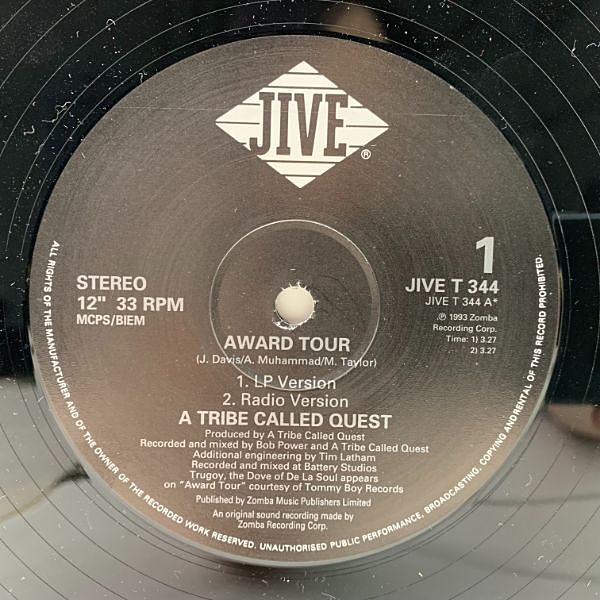 JIVE
®
STEREO
12" 33 RPM
MCPS/BIEM
1
JIVE T 344
JIVE T 344 A*
℗ 1993 Zomba
Recording Corp.
Time: 1) 3.27
2) 3.27
AWARD TOUR
(J. Davis/A. Muhammad/M. Taylor)
1. LP Version
2. Radio Version
A TRIBE CALLED QUEST
Produced by A Tribe Called Quest
Recorded and mixed by Bob Power and A Tribe Called Quest
Additional engineering by Tim Latham
Recorded and mixed at Battery Studios
Trugoy, the Dove of De La Soul appears
on "Award Tour" courtesy of Tommy Boy Records
Published by Zomba Music Publishers Limited
An original sound recording made by
Zomba Recording Corp.
ALL RIGHTS OF THE MANUFACTURER AND OF THE OWNER OF THE RECORDED WORK RESERVED. UNAUTHORISED PUBLIC PERFORMANCE, BROADCASTING, COPYING AND RENTAL OF THIS RECORD PROHIBITED.